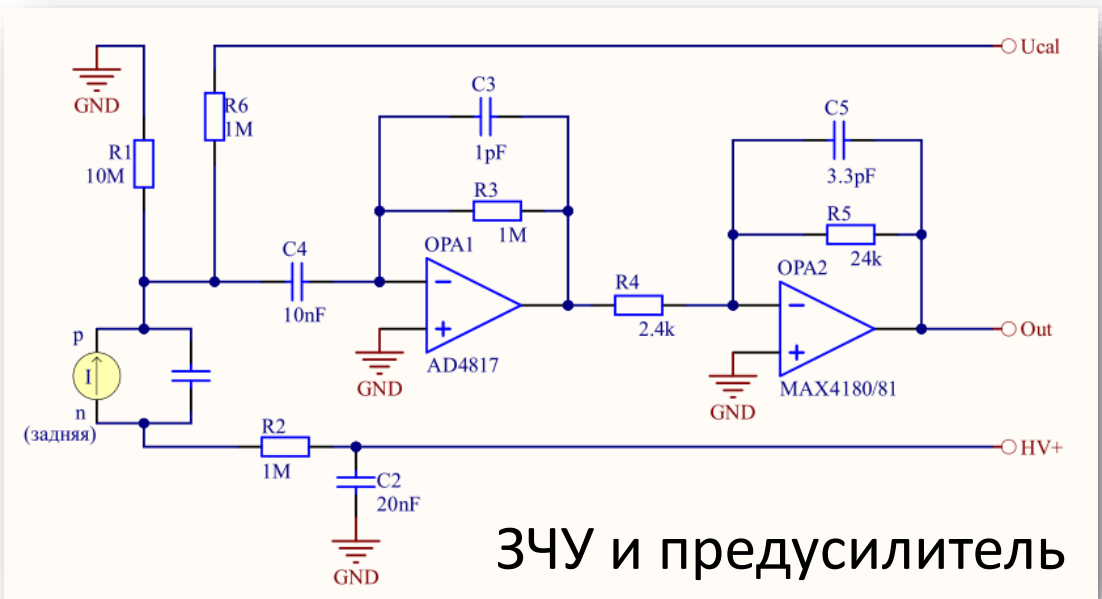 Ucal
GND
R6
1M
R1
10M
C3
1pF
R3
1M
C5
3.3pF
R5
24k
C4
10nF
OPA1
AD4817
GND
R4
2.4k
OPA2
MAX4180/81
GND
Out
p
I
n
(задняя)
R2
1M
HV+
C2
20nF
GND
ЗЧУ и предусилитель